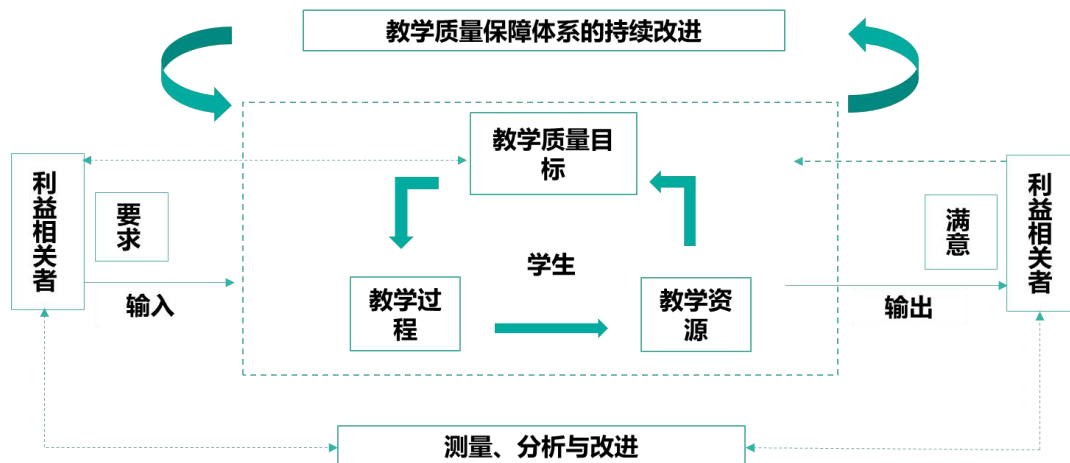 教学质量保障体系的持续改进
教学质量目
标
利
益
相
关
者
要
求
输入
学生
教学过
程
教学资
源
满
意
输出
利
益
相
关
者
测量、分析与改进